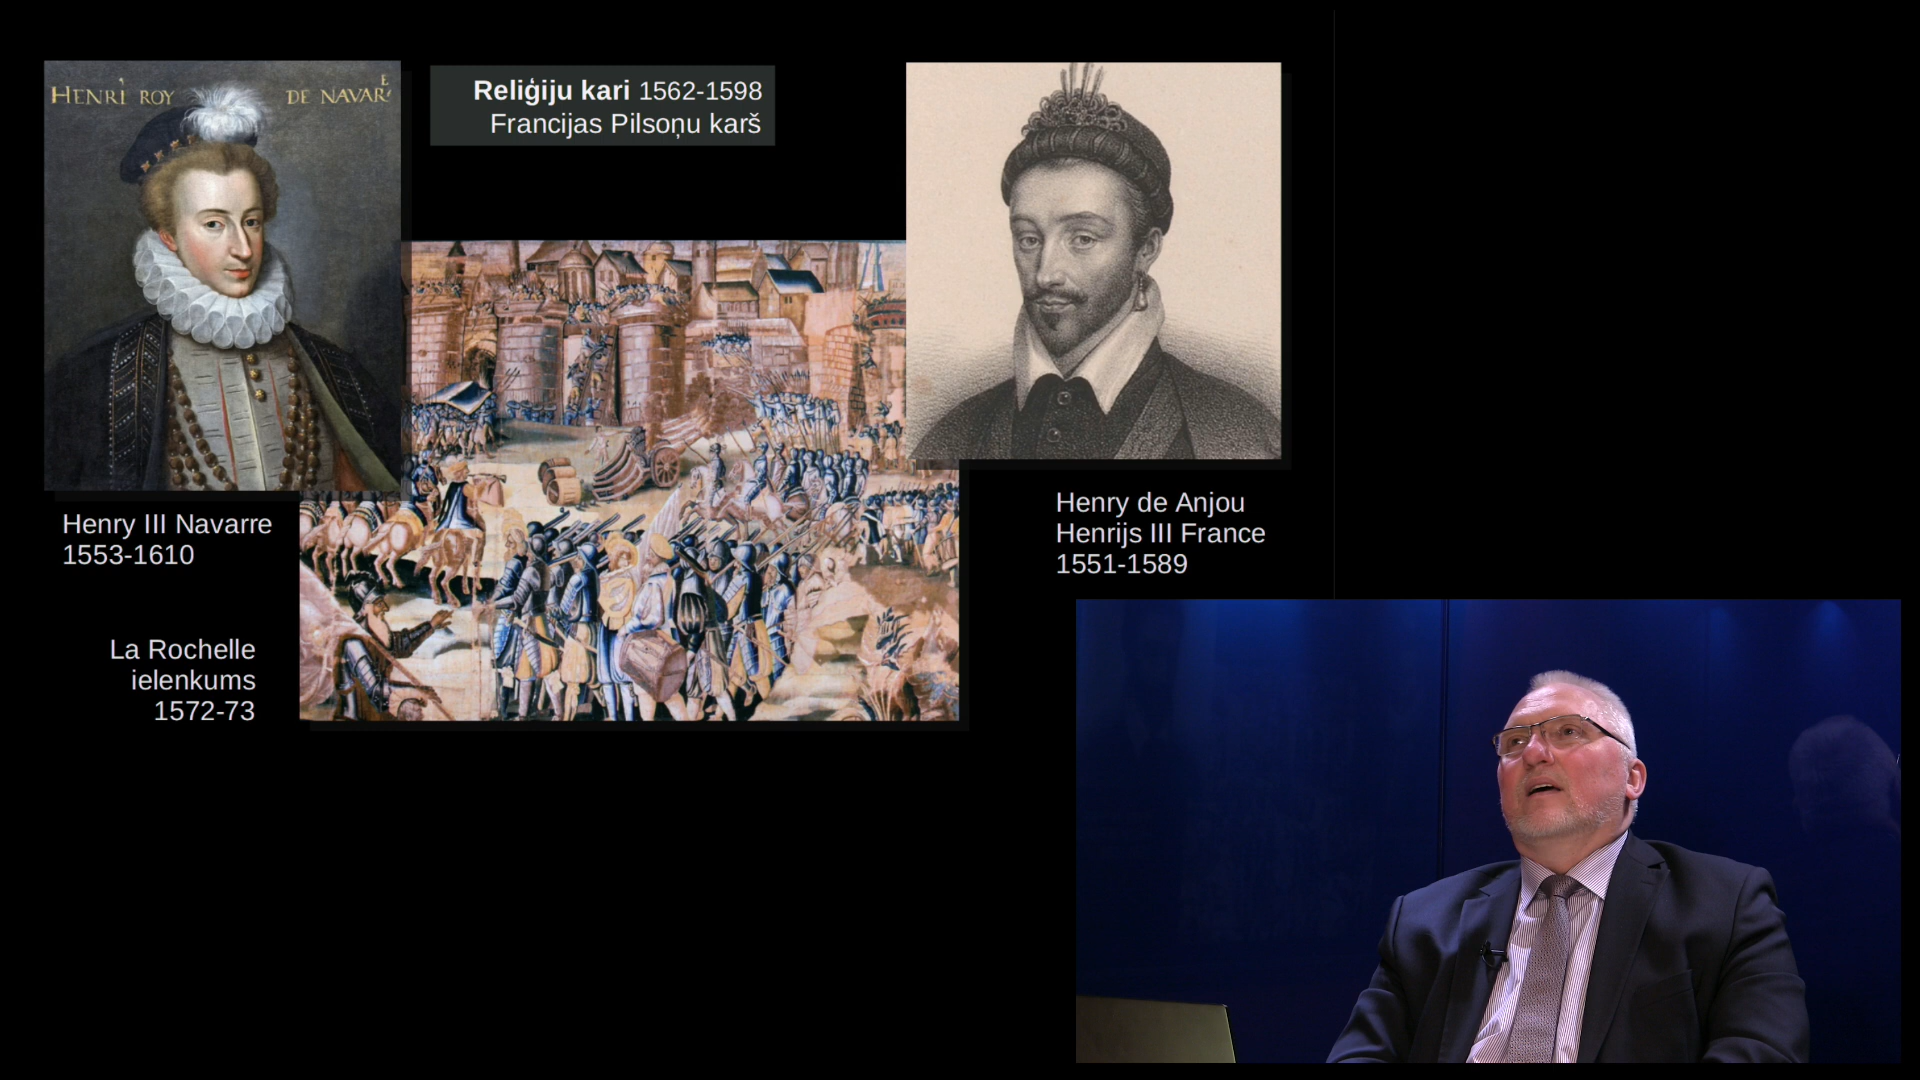 HENRI ROY DE NAVARE
Reliģiju kari 1562-1598
Francijas Pilsoņu karš
Henry III Navarre
1553-1610
Henry de Anjou
Henrijs III France
1551-1589
La Rochelle
ielenkums
1572-73